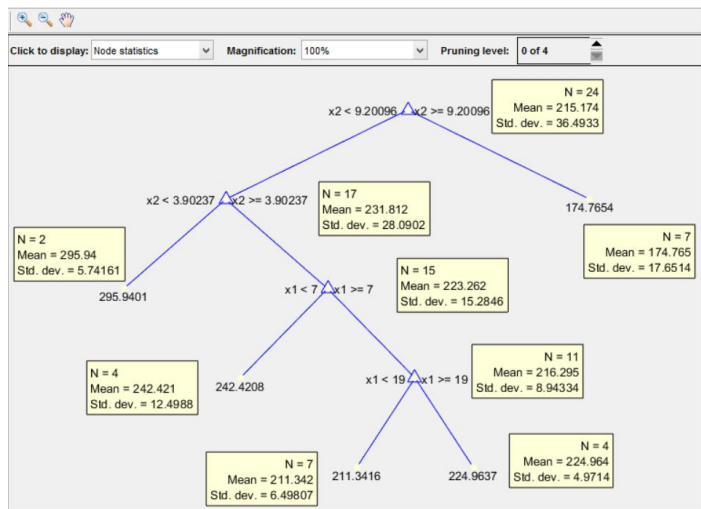 Click to display: Node statistics Magnification: 100% Pruning level: 0 of 4
N = 24
Mean = 215.174
Std. dev. = 36.4933
x2 < 9.20096 x2 >= 9.20096
N = 17
Mean = 231.812
Std. dev. = 28.0902
x2 < 3.90237 x2 >= 3.90237
174.7654
N = 7
Mean = 174.765
Std. dev. = 17.6514
N = 2
Mean = 295.94
Std. dev. = 5.74161
295.9401
N = 15
Mean = 223.262
Std. dev. = 15.2846
x1 < 7 x1 >= 7
N = 4
Mean = 242.421
Std. dev. = 12.4988
242.4208
N = 11
Mean = 216.295
Std. dev. = 8.94334
x1 < 19 x1 >= 19
N = 7
Mean = 211.342
Std. dev. = 6.49807
211.3416
224.9637
N = 4
Mean = 224.964
Std. dev. = 4.9714